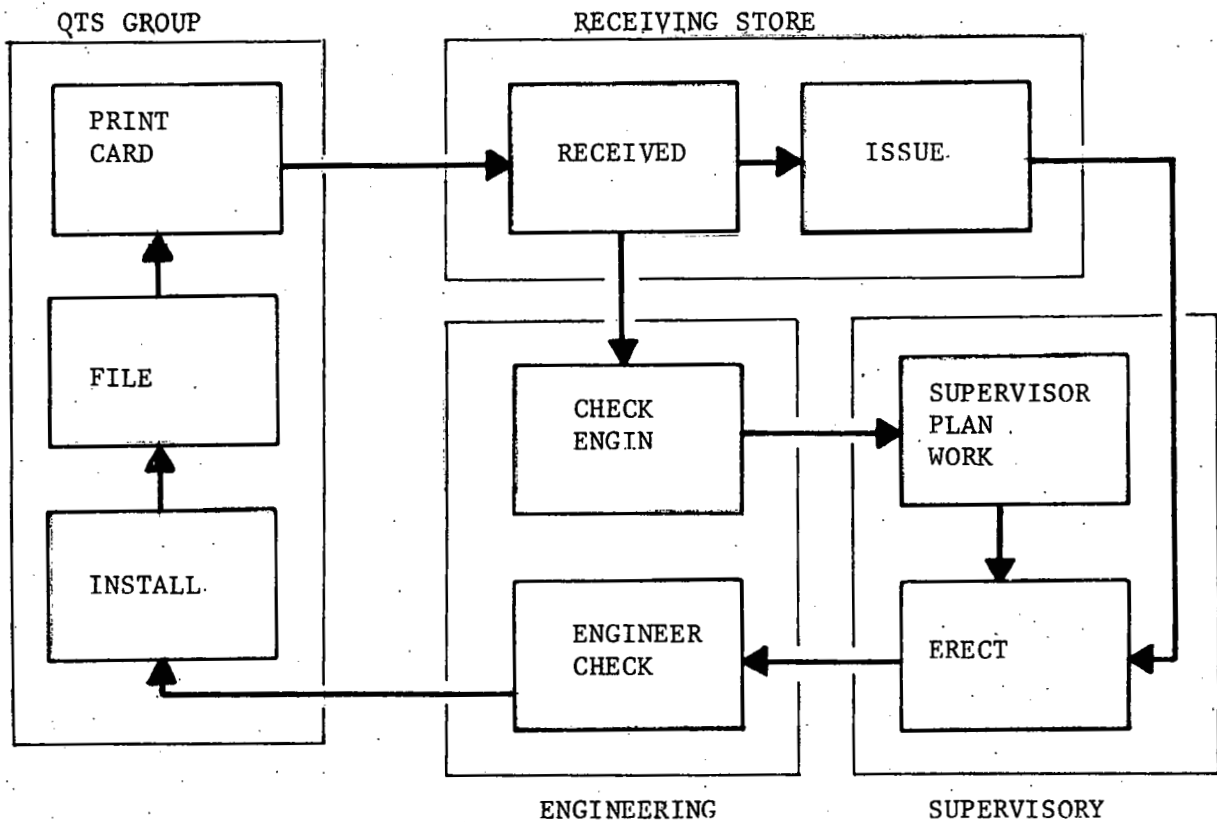 QTS GROUP
RECEIVING STORE
PRINT
CARD
RECEIVED
ISSUE
FILE
CHECK
ENGIN
SUPERVISOR
PLAN
WORK
INSTALL
ENGINEER
CHECK
ERECT
ENGINEERING
SUPERVISORY